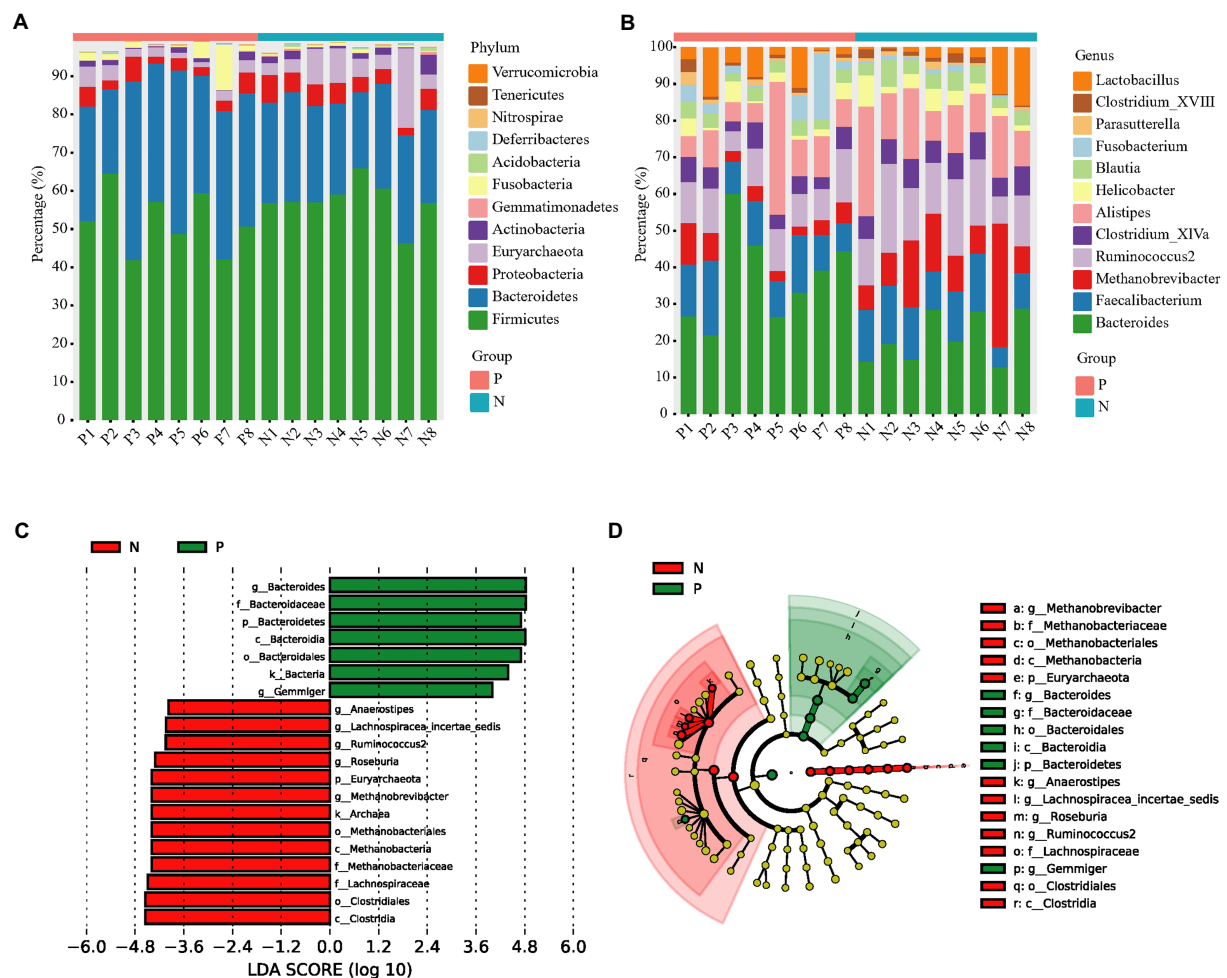 A
Percentage (%)
90
80
70
60
50
40
30
20
10
0
P1 P2 P3 P4 P5 P6 P7 P8 N1 N2 N3 N4 N5 N6 N7 N8
Phylum
Verrucomicrobia
Tenericutes
Nitrospirae
Deferribacteres
Acidobacteria
Fusobacteria
Gemmatimonadetes
Actinobacteria
Euryarchaeota
Proteobacteria
Bacteroidetes
Firmicutes
Group
P
N
B
Percentage (%)
100
90
80
70
60
50
40
30
20
10
0
P1 P2 P3 P4 P5 P6 P7 P8 N1 N2 N3 N4 N5 N6 N7 N8
Genus
Lactobacillus
Clostridium_XVIII
Parasutterella
Fusobacterium
Blautia
Helicobacter
Alistipes
Clostridium_XIVa
Ruminococcus2
Methanobrevibacter
Faecalibacterium
Bacteroides
Group
P
N
C
N P
g__Bacteroides
f__Bacteroidaceae
p__Bacteroidetes
c__Bacteroidia
o__Bacteroidales
k__Bacteria
g__Gemmiger
g__Anaerostipes
g__Lachnospiracea_incertae_sedis
g__Ruminococcus2
g__Roseburia
p__Euryarchaeota
g__Methanobrevibacter
k__Archaea
o__Methanobacteriales
c__Methanobacteria
f__Methanobacteriaceae
f__Lachnospiraceae
o__Clostridiales
c__Clostridia
−6.0 −4.8 −3.6 −2.4 −1.2 0.0 1.2 2.4 3.6 4.8 6.0
LDA SCORE (log 10)
D
N
P
j
i
h
g
f
r q o
e d c b a
a: g__Methanobrevibacter
b: f__Methanobacteriaceae
c: o__Methanobacteriales
d: c__Methanobacteria
e: p__Euryarchaeota
f: g__Bacteroides
g: f__Bacteroidaceae
h: o__Bacteroidales
i: c__Bacteroidia
j: p__Bacteroidetes
k: g__Anaerostipes
l: g__Lachnospiracea_incertae_sedis
m: g__Roseburia
n: g__Ruminococcus2
o: f__Lachnospiraceae
p: g__Gemmiger
q: o__Clostridiales
r: c__Clostridia